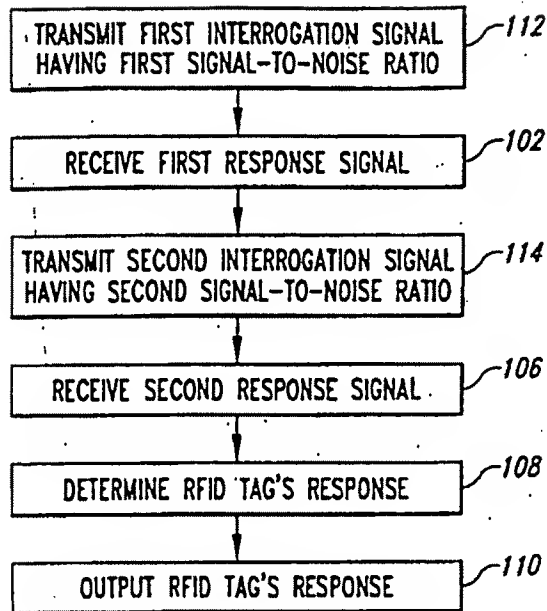 TRANSMIT FIRST INTERROGATION SIGNAL
HAVING FIRST SIGNAL-TO-NOISE RATIO
112
RECEIVE FIRST RESPONSE SIGNAL
102
TRANSMIT SECOND INTERROGATION SIGNAL
HAVING SECOND SIGNAL-TO-NOISE RATIO
114
RECEIVE SECOND RESPONSE SIGNAL
106
DETERMINE RFID TAG'S RESPONSE
108
OUTPUT RFID TAG'S RESPONSE
110